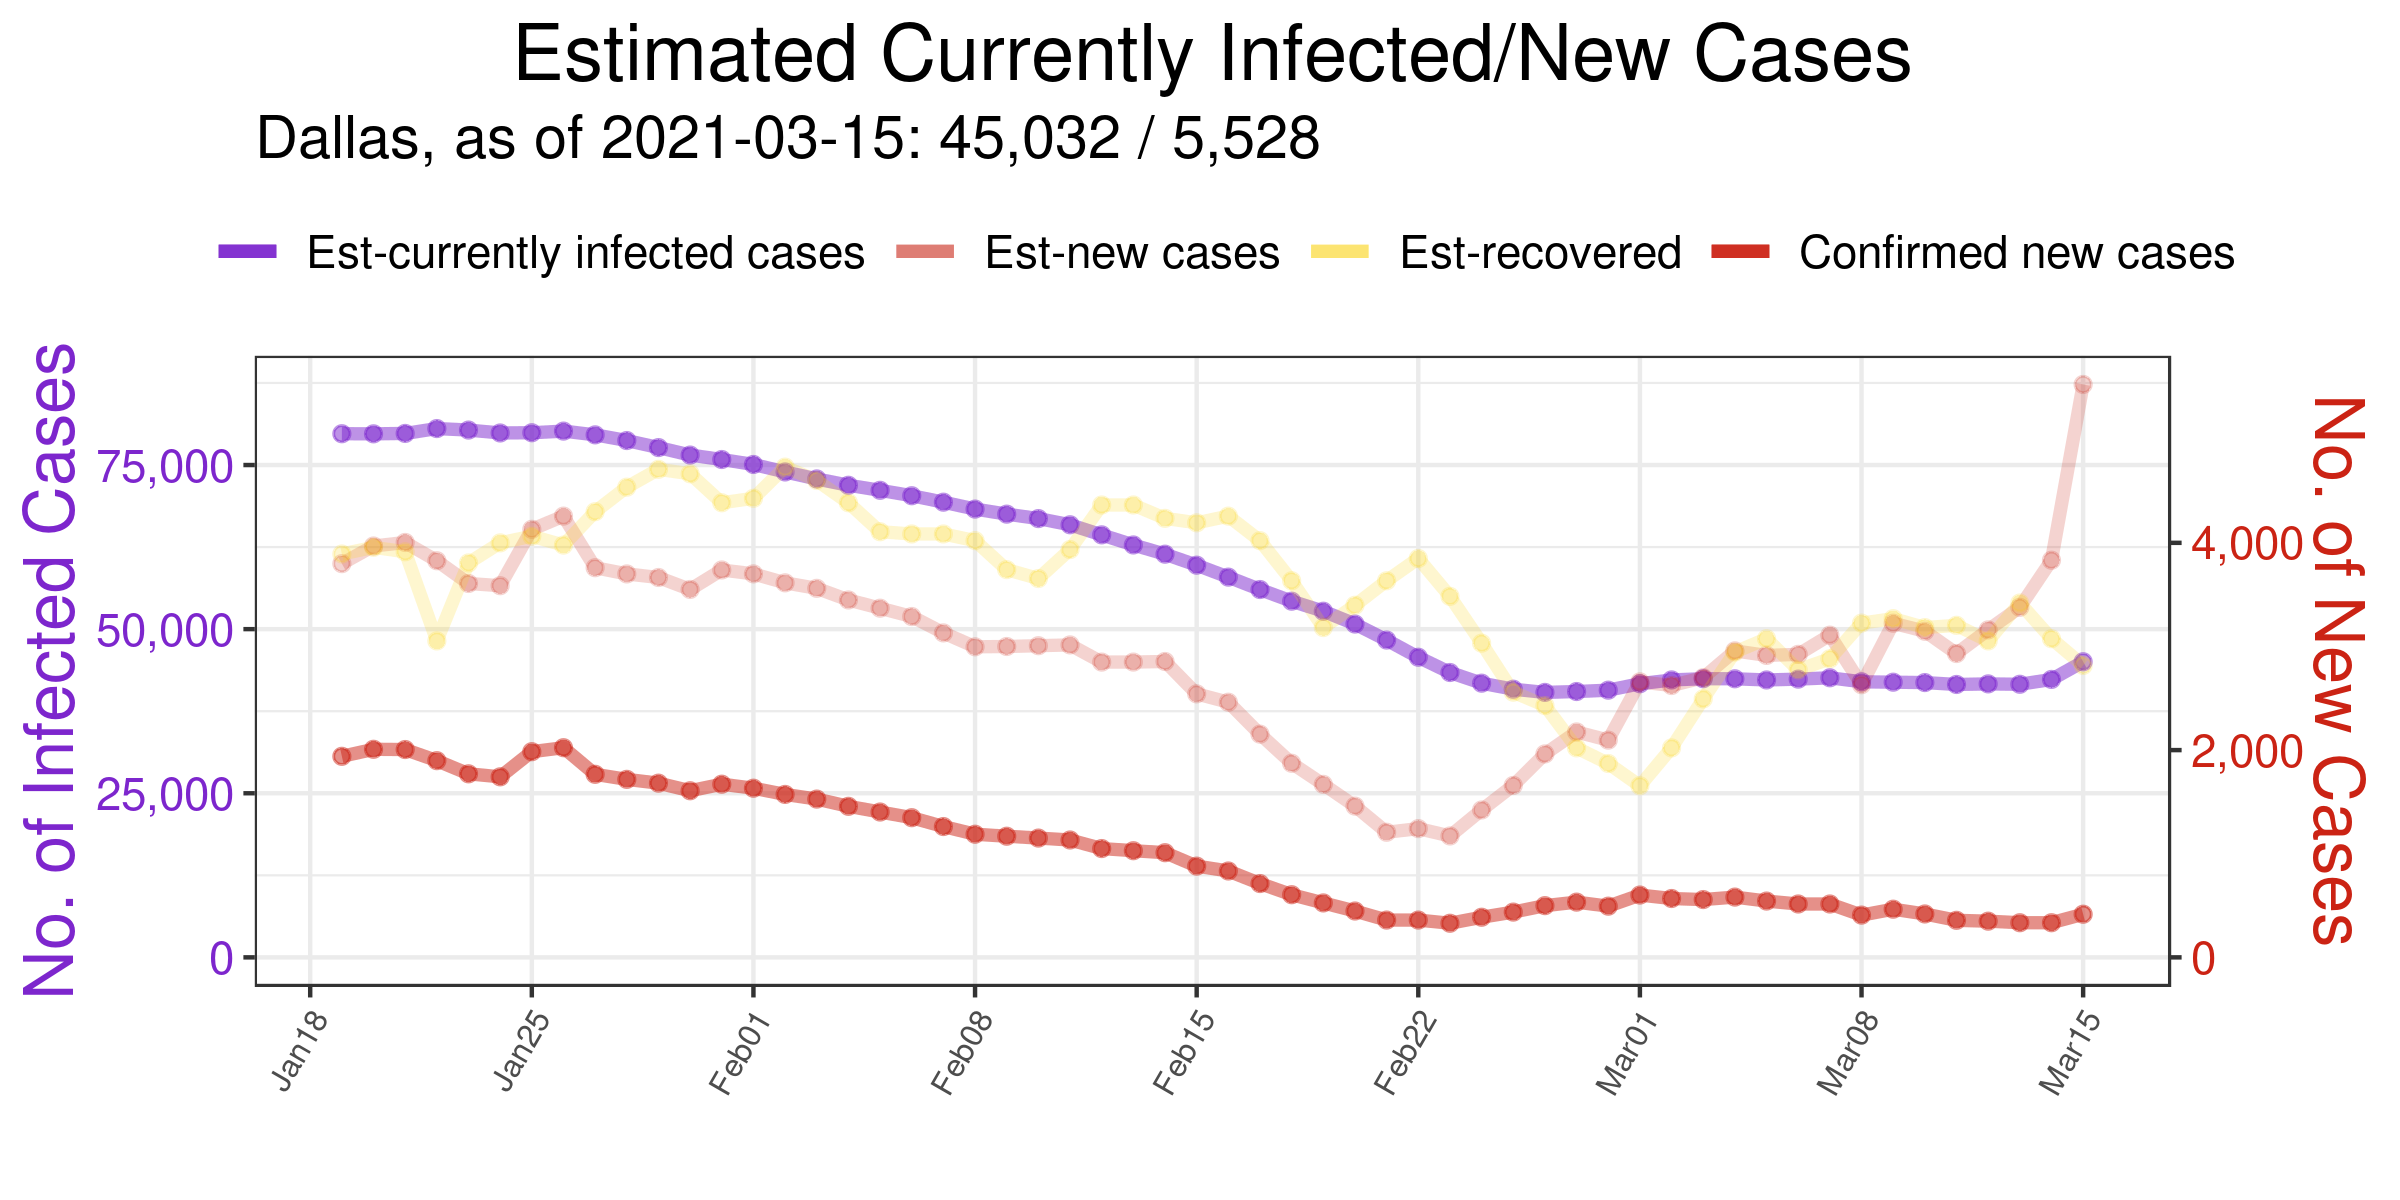 Estimated Currently Infected/New Cases
Dallas, as of 2021-03-15: 45,032 / 5,528
Est-currently infected cases Est-new cases Est-recovered Confirmed new cases
No. of Infected Cases
75,000
50,000
25,000
0
4,000
2,000
0
No. of New Cases
Jan18 Jan25 Feb01 Feb08 Feb15 Feb22 Mar01 Mar08 Mar15